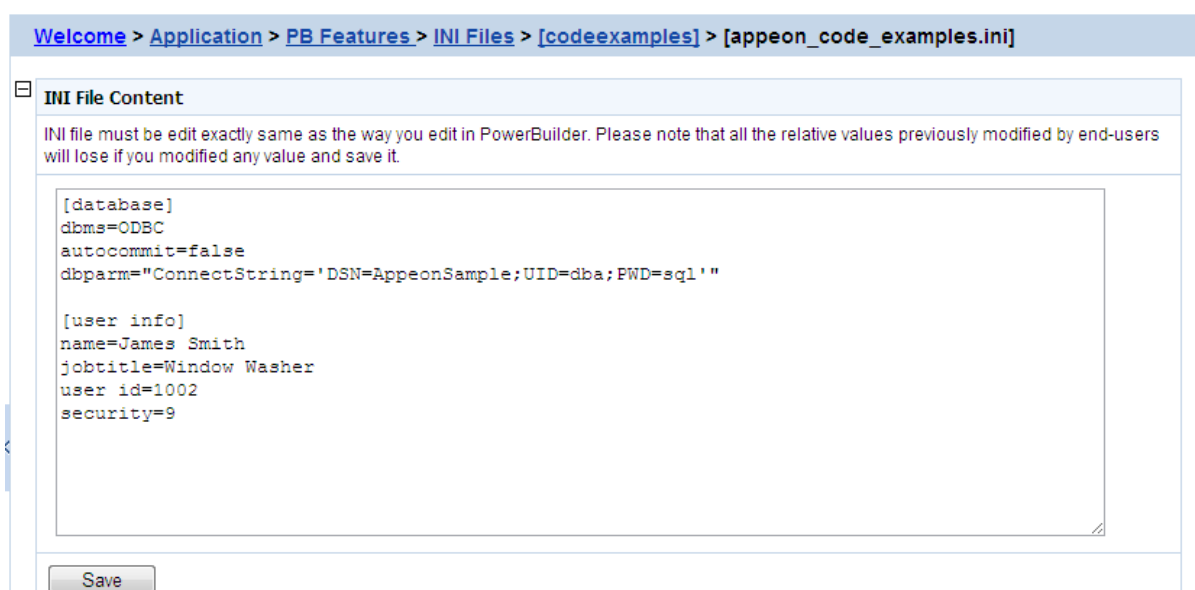 Welcome > Application > PB Features > INI Files > [codeexamples] > [appeon_code_examples.ini]
INI File Content
INI file must be edit exactly same as the way you edit in PowerBuilder. Please note that all the relative values previously modified by end-users
will lose if you modified any value and save it.
[database]
dbms=ODBC
autocommit=false
dbparm="ConnectString='DSN=AppeonSample;UID=dba;PWD=sql'"
[user info]
name=James Smith
jobtitle=Window Washer
user id=1002
security=9
Save